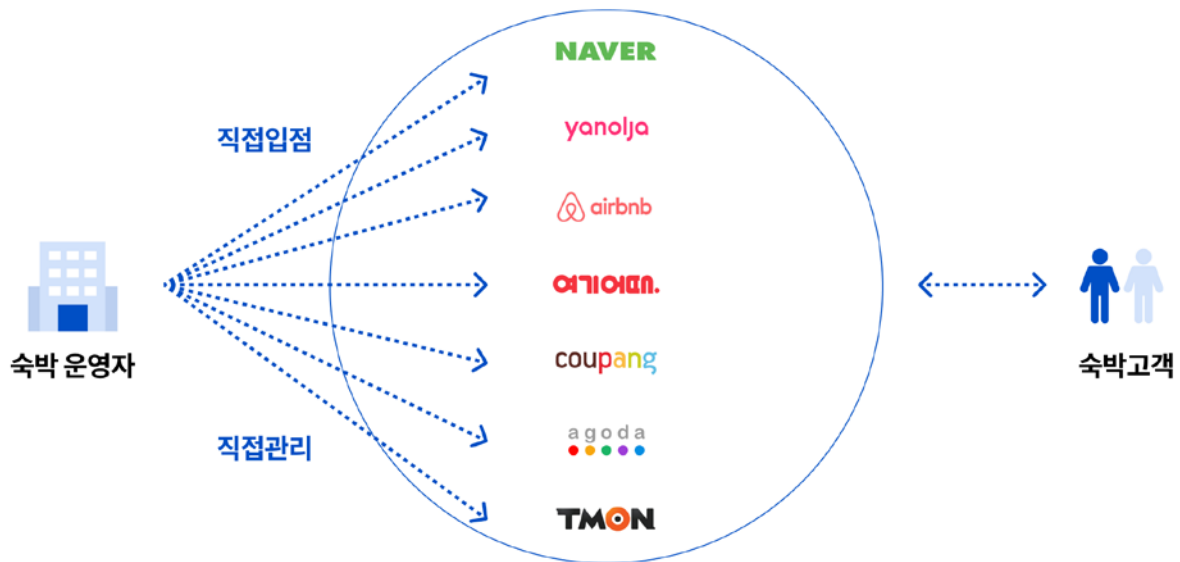 NAVER
직접입점
yanolja
airbnb
여기어때.
숙박 운영자
숙박고객
coupang
직접관리
agoda
TMON